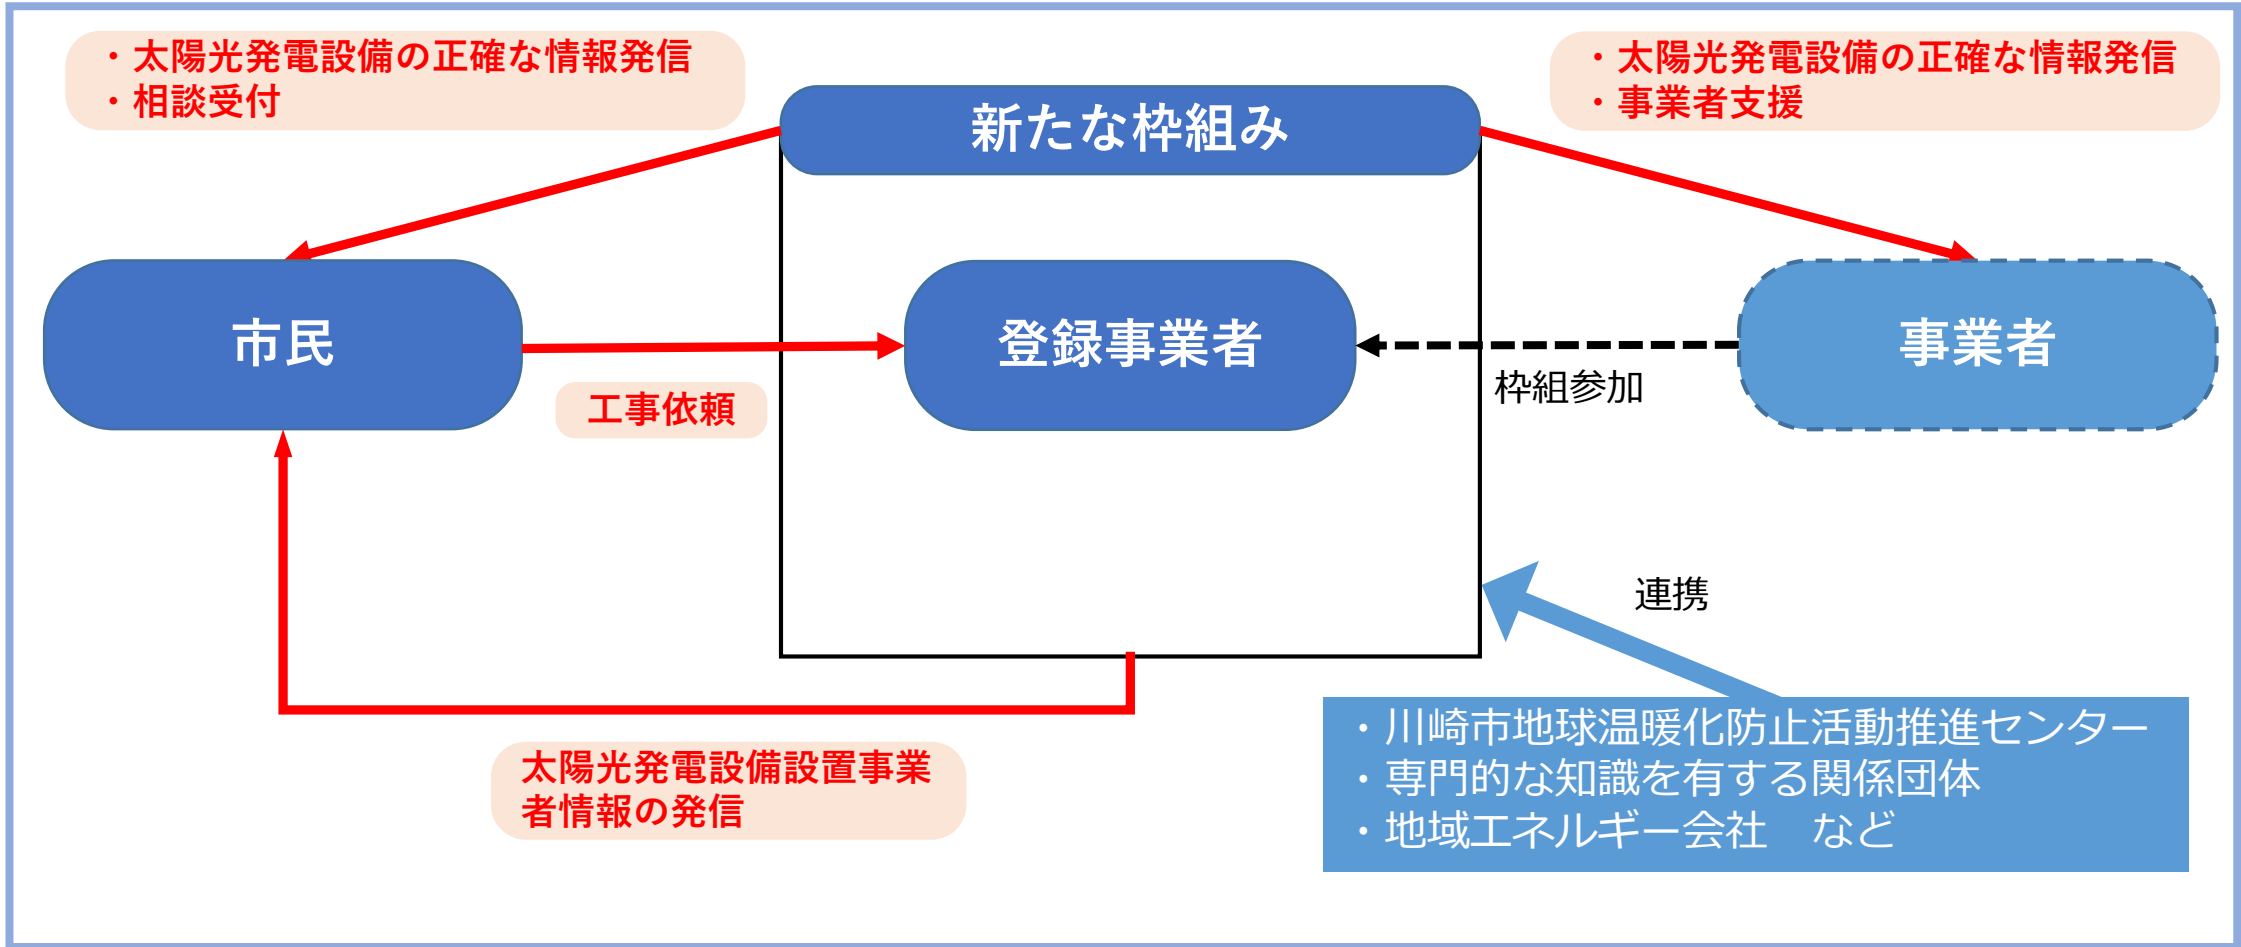 ・太陽光発電設備の正確な情報発信
・相談受付
・太陽光発電設備の正確な情報発信
・事業者支援
新たな枠組み
市民
登録事業者
事業者
工事依頼
枠組参加
連携
太陽光発電設備設置事業
者情報の発信
・川崎市地球温暖化防止活動推進センター
・専門的な知識を有する関係団体
・地域エネルギー会社　など